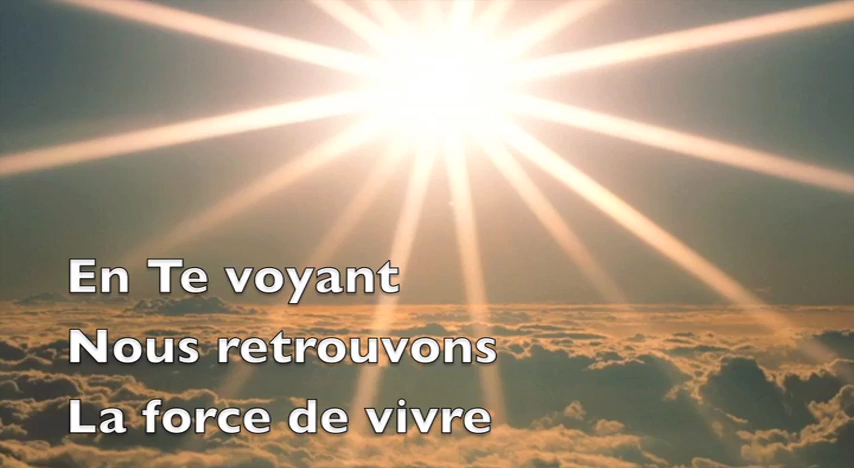 En Te voyant
Nous retrouvons
La force de vivre